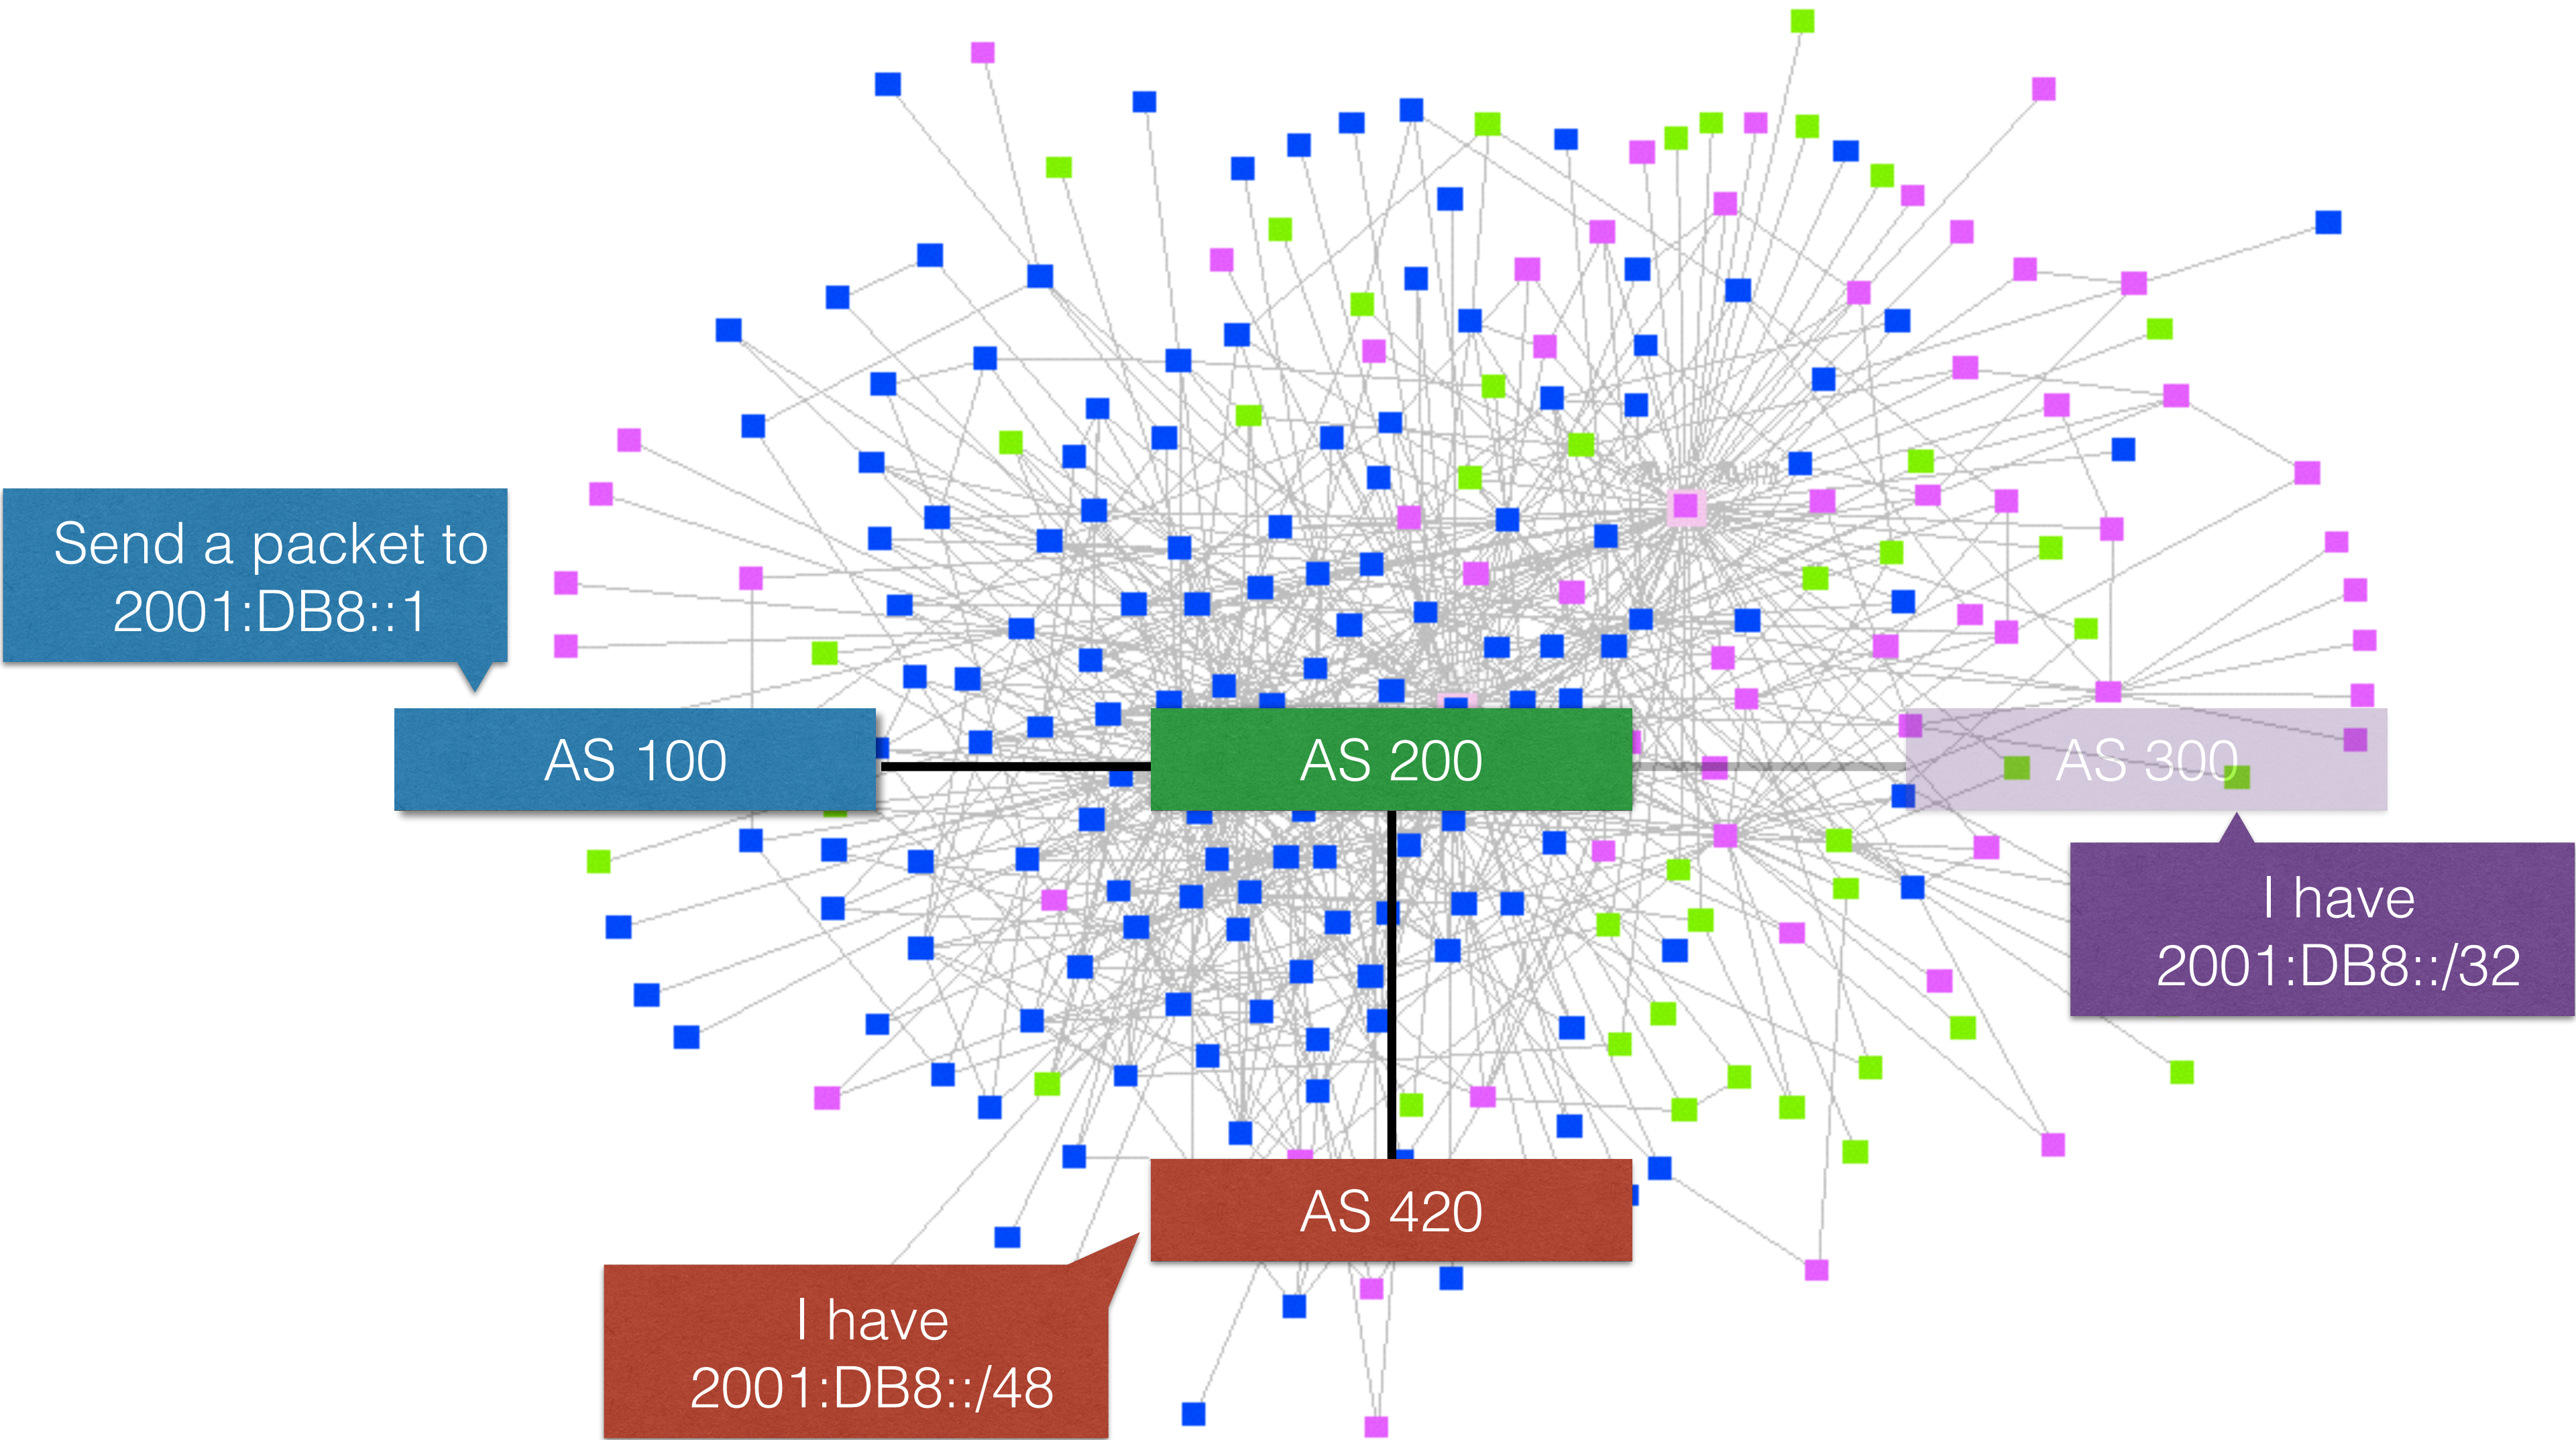 Send a packet to
2001:DB8::1
AS 100
AS 200
AS 300
I have
2001:DB8::/32
AS 420
I have
2001:DB8::/48